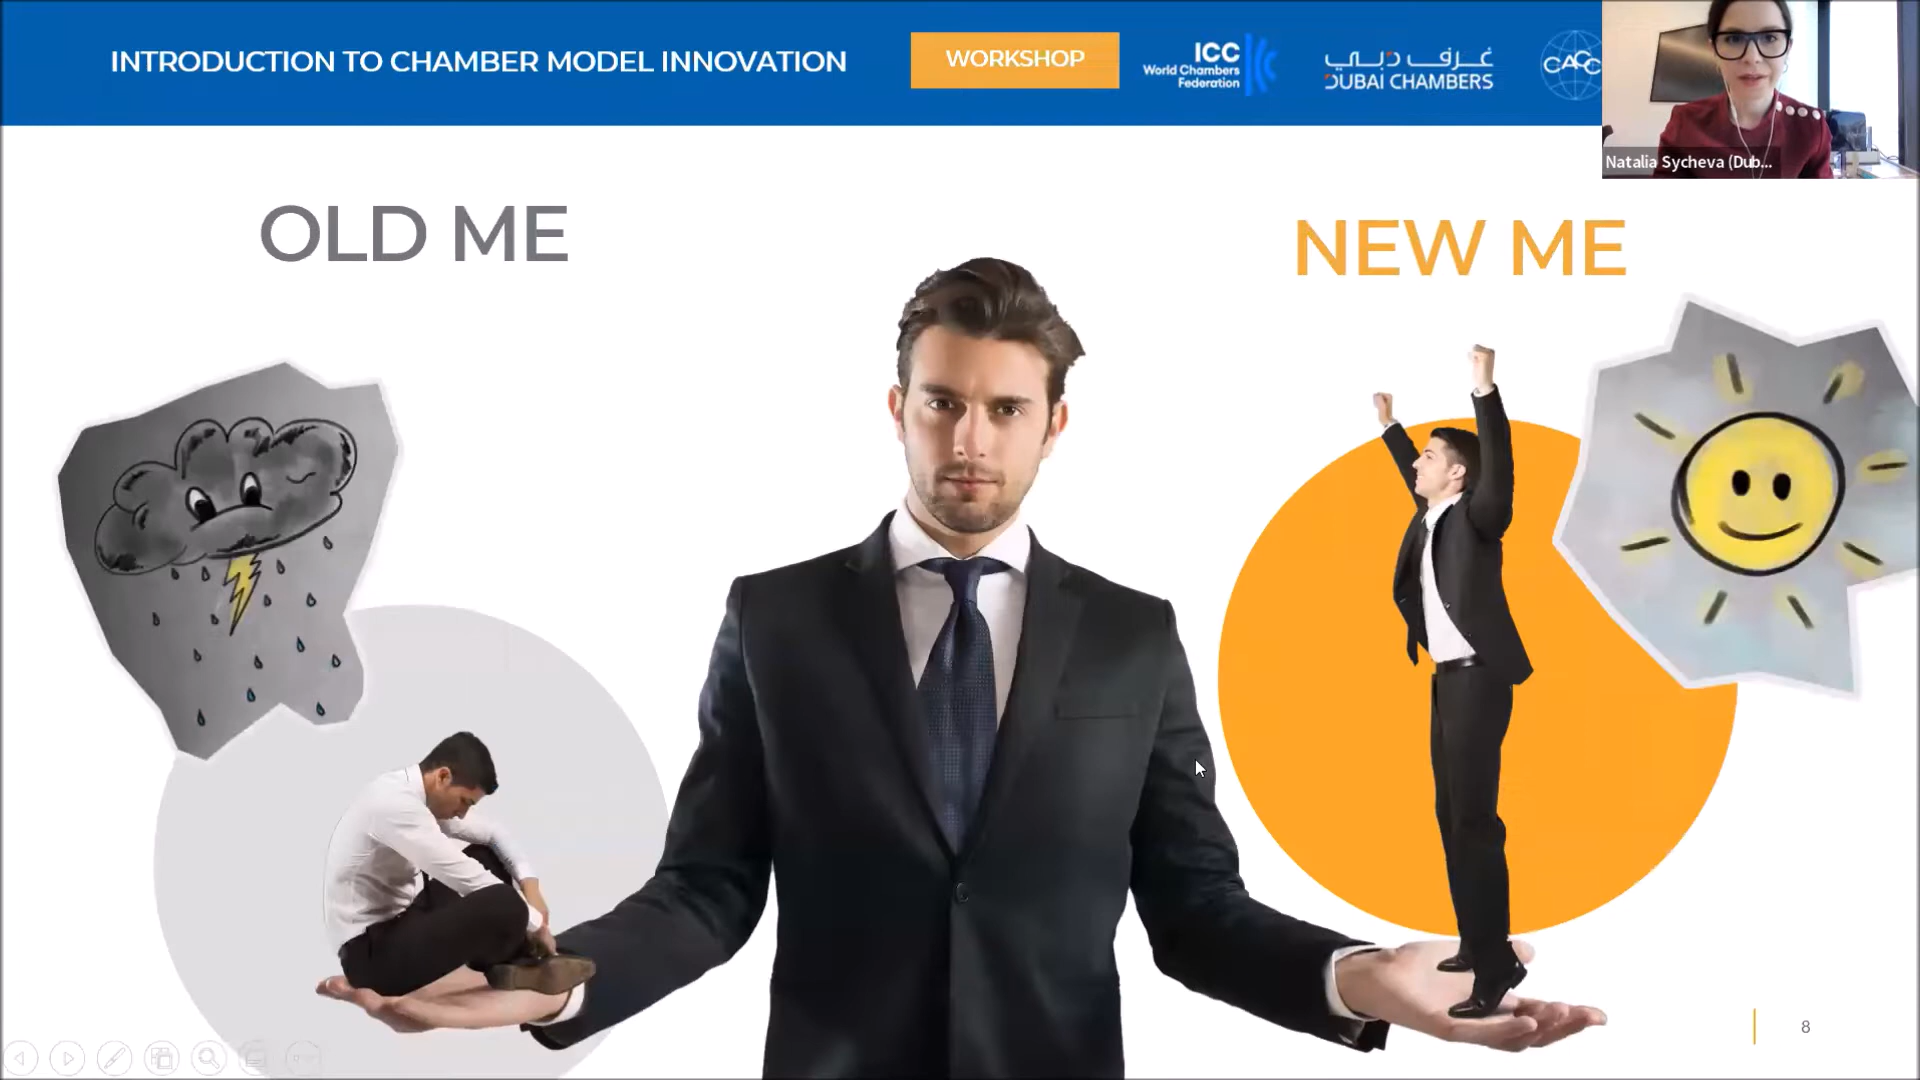 INTRODUCTION TO CHAMBER MODEL INNOVATION
WORKSHOP
ICC
World Chambers
Federation
غرف دبي
DUBAI CHAMBERS
CACC
Natalia Sycheva (Dub...
OLD ME
NEW ME
8